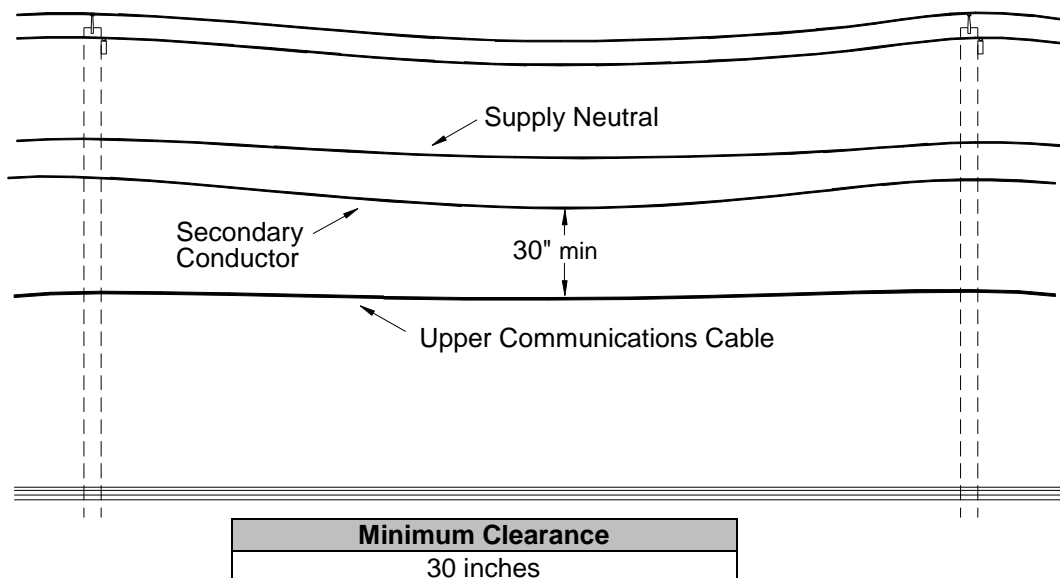 Supply Neutral
Secondary
Conductor
30" min
Upper Communications Cable
Minimum Clearance
30 inches